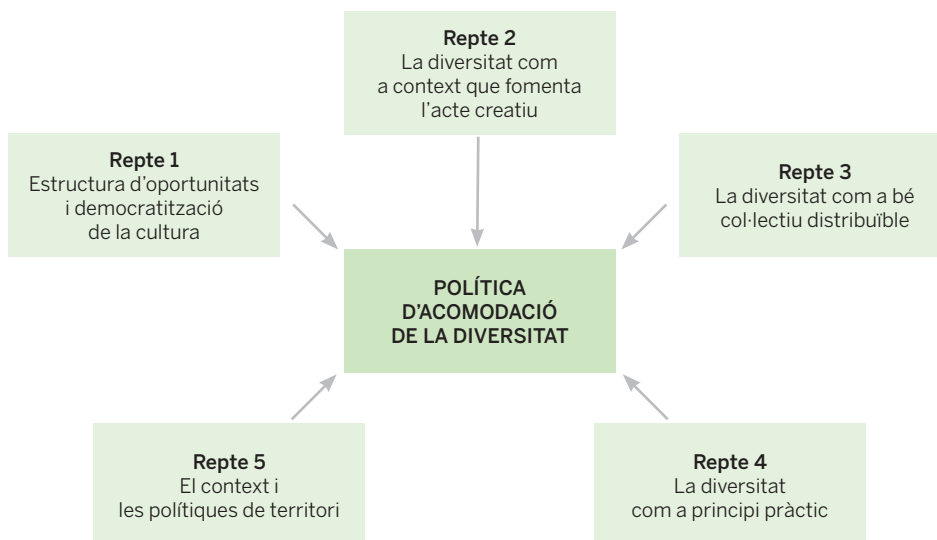 Repte 1
Estructura d'oportunitats
i democratització
de la cultura
Repte 2
La diversitat com
a context que fomenta
l'acte creatiu
Repte 3
La diversitat com a bé
col·lectiu distribuïble
POLÍTICA
D'ACOMODACIÓ
DE LA DIVERSITAT
Repte 5
El context i
les polítiques de territori
Repte 4
La diversitat
com a principi pràctic